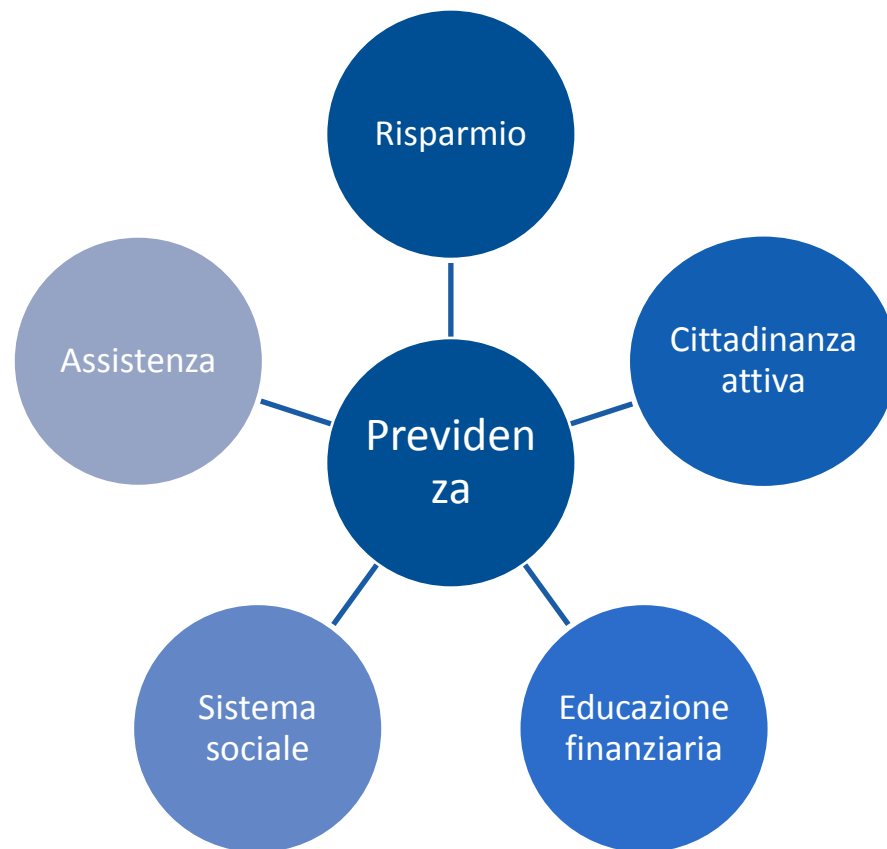 Risparmio
Cittadinanza
attiva
Assistenza
Previden
za
Sistema
sociale
Educazione
finanziaria